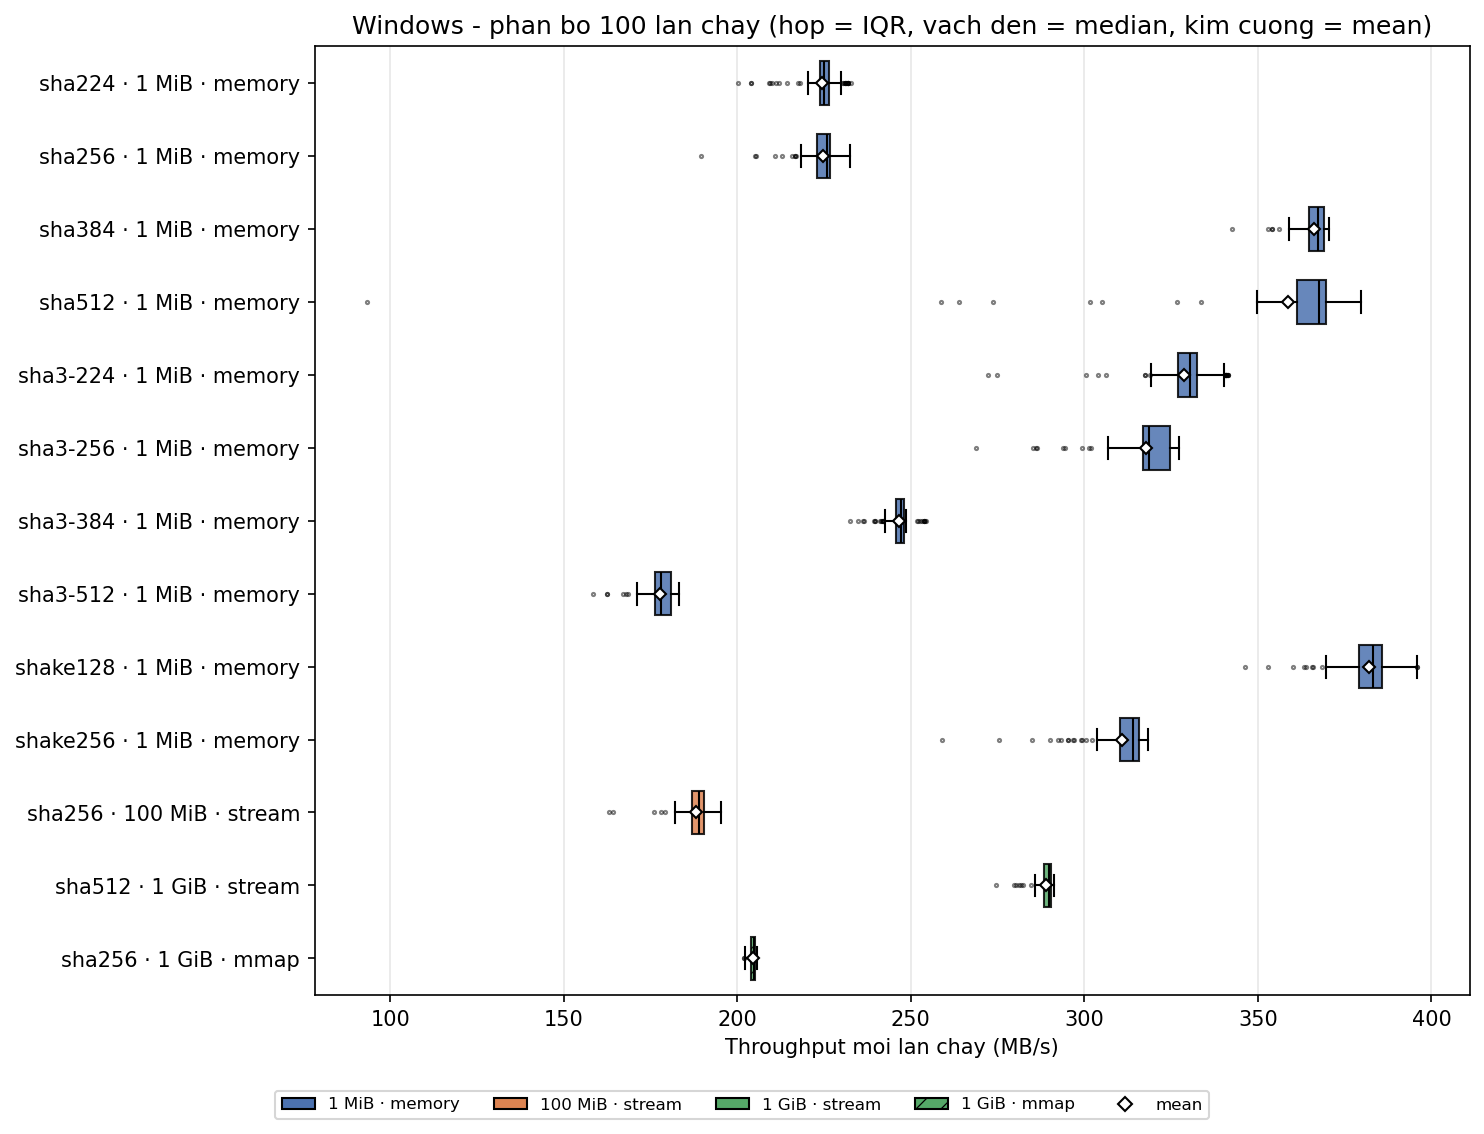 Windows - phan bo 100 lan chay (hop = IQR, vach den = median, kim cuong = mean)
sha224 · 1 MiB · memory
sha256 · 1 MiB · memory
sha384 · 1 MiB · memory
sha512 · 1 MiB · memory
sha3-224 · 1 MiB · memory
sha3-256 · 1 MiB · memory
sha3-384 · 1 MiB · memory
sha3-512 · 1 MiB · memory
shake128 · 1 MiB · memory
shake256 · 1 MiB · memory
sha256 · 100 MiB · stream
sha512 · 1 GiB · stream
sha256 · 1 GiB · mmap
100 150 200 250 300 350 400
Throughput moi lan chay (MB/s)
1 MiB · memory 100 MiB · stream 1 GiB · stream 1 GiB · mmap mean